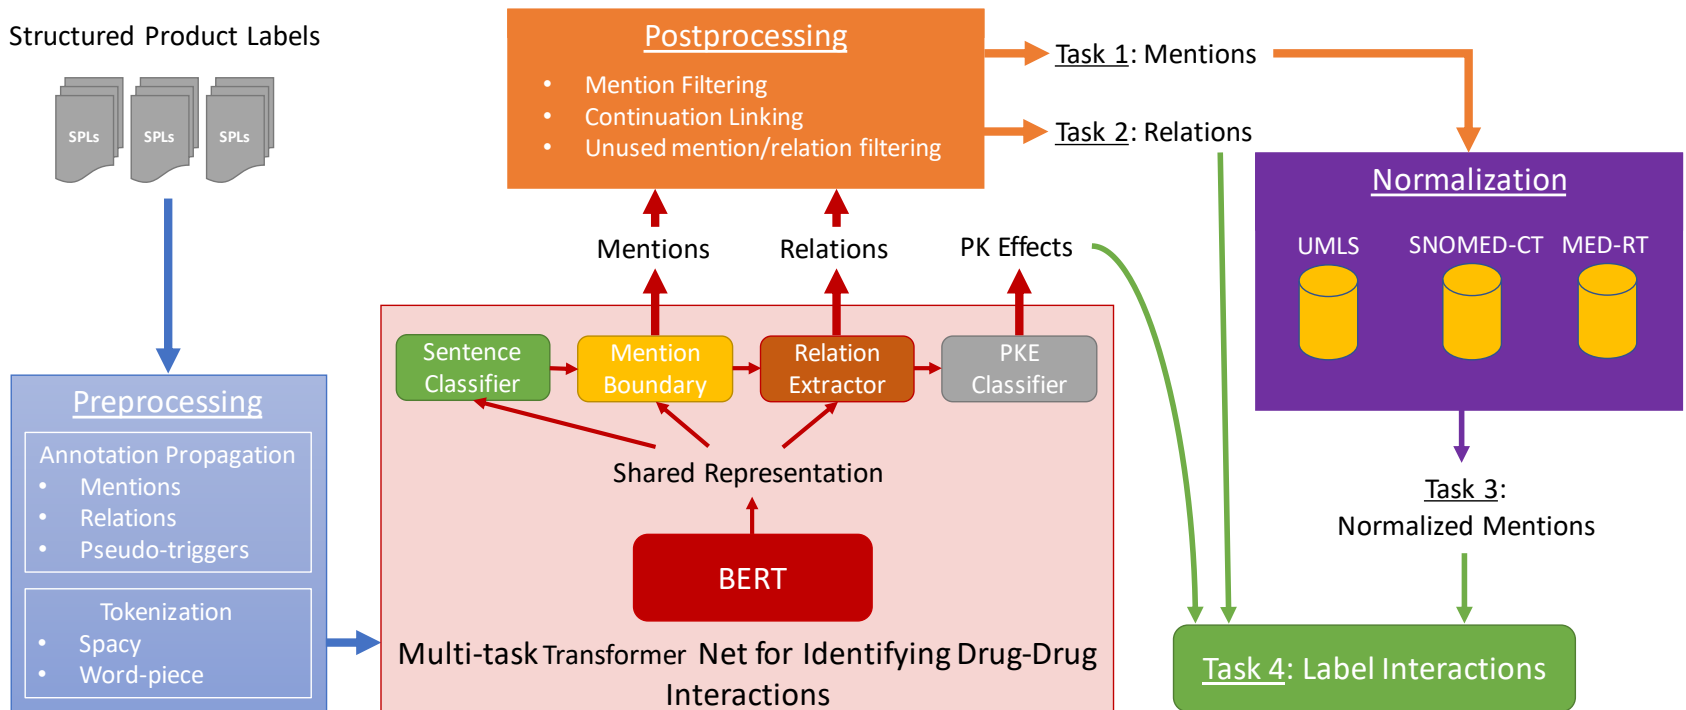 Structured Product Labels
SPLs
SPLs
SPLs
Preprocessing
Annotation Propagation
• Mentions
• Relations
• Pseudo-triggers
Tokenization
• Spacy
• Word-piece
Postprocessing
• Mention Filtering
• Continuation Linking
• Unused mention/relation filtering
Task 1: Mentions
Task 2: Relations
Mentions
Relations
PK Effects
Sentence
Classifier
Mention
Boundary
Relation
Extractor
PKE
Classifier
Shared Representation
BERT
Multi-task Transformer Net for Identifying Drug-Drug
Interactions
Normalization
UMLS
SNOMED-CT
MED-RT
Task 3:
Normalized Mentions
Task 4: Label Interactions